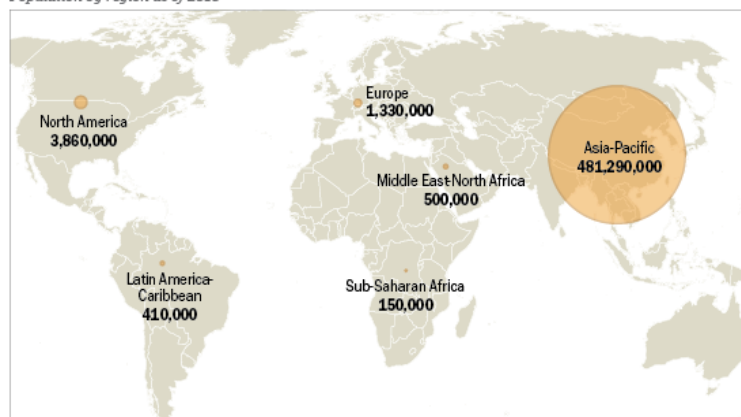 North America
3,860,000
Europe
1,330,000
Asia-Pacific
481,290,000
Middle East-North Africa
500,000
Latin America-
Caribbean
410,000
Sub-Saharan Africa
150,000